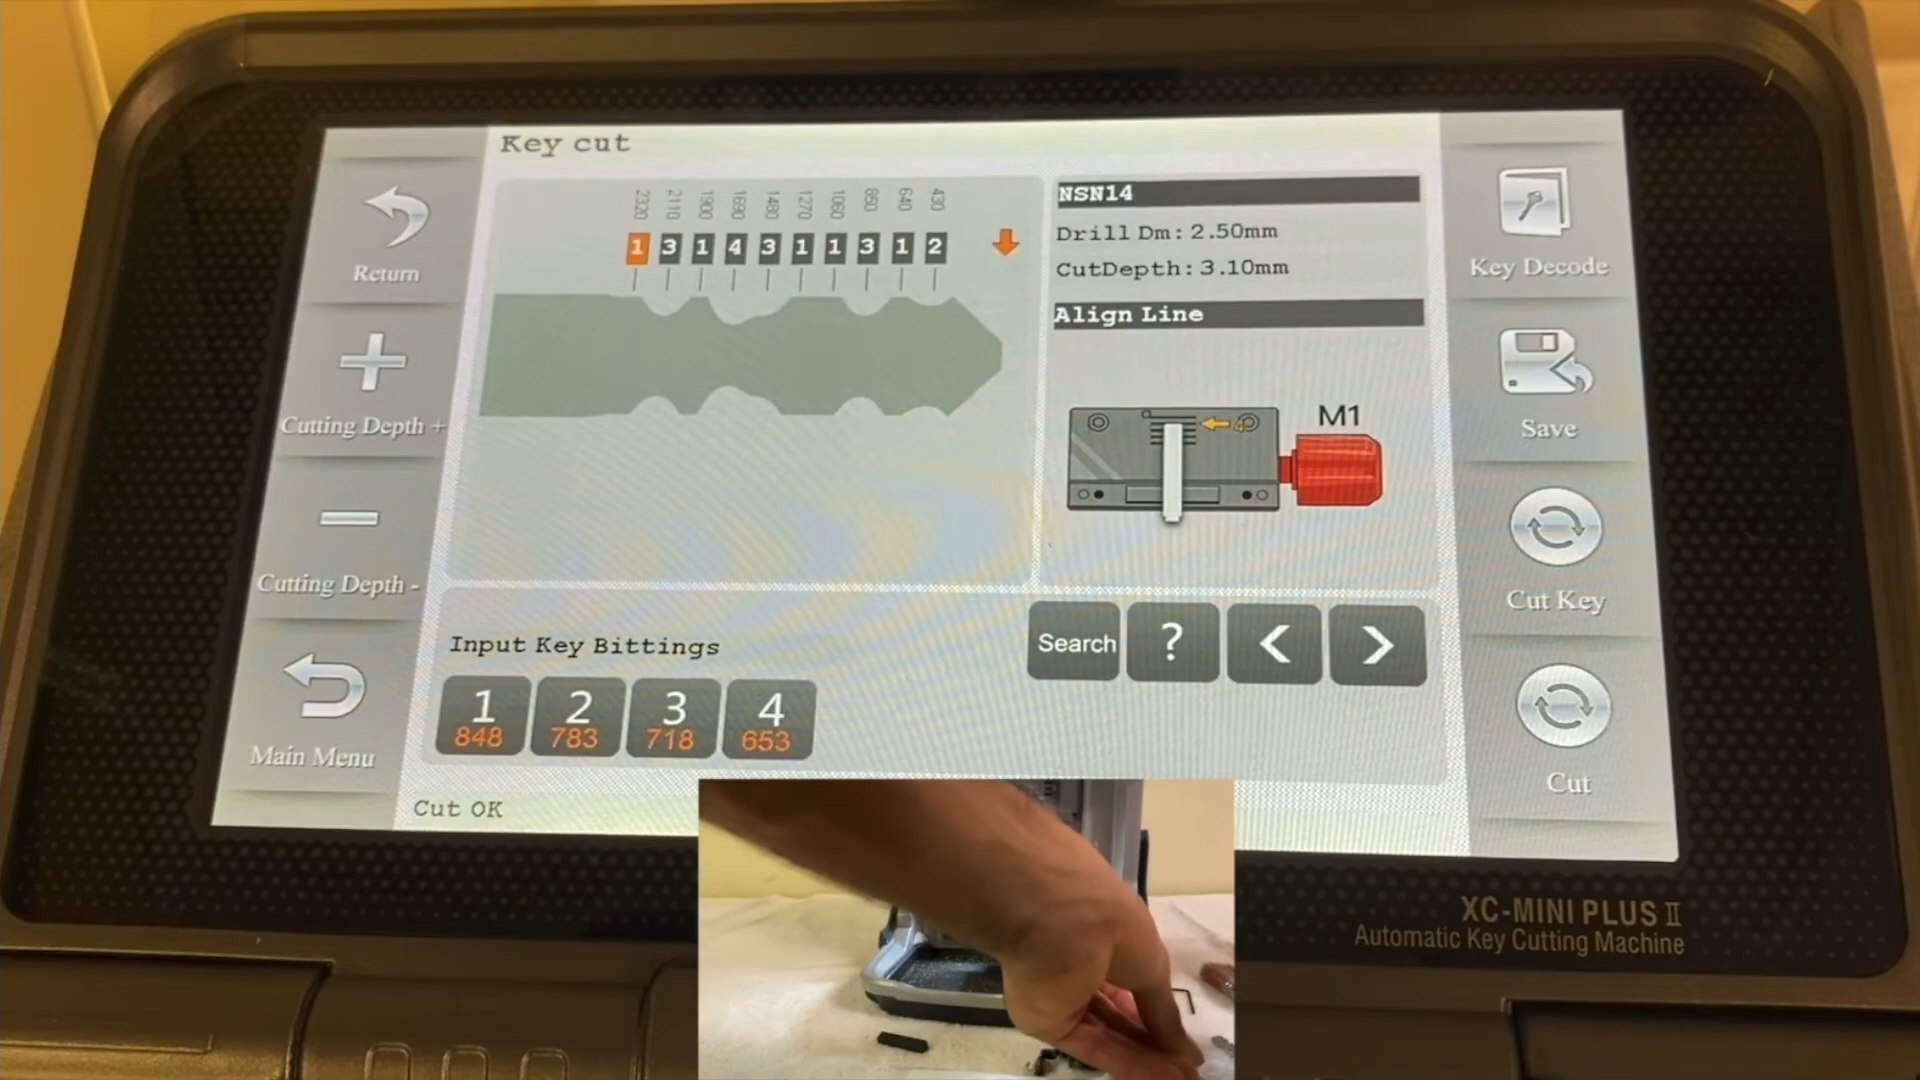 Key cut
2320 2110 1900 1690 1480 1270 1060 850 640 430
1 3 1 4 3 1 1 3 1 2
NSN14
Drill Dm: 2.50mm
CutDepth: 3.10mm
Align Line
4
M1
Return
Cutting Depth +
Cutting Depth -
Main Menu
Key Decode
Save
Cut Key
Cut
Input Key Bittings
Search ? < >
1 2 3 4
848 783 718 653
Cut OK
XC-MINI PLUS II
Automatic Key Cutting Machine